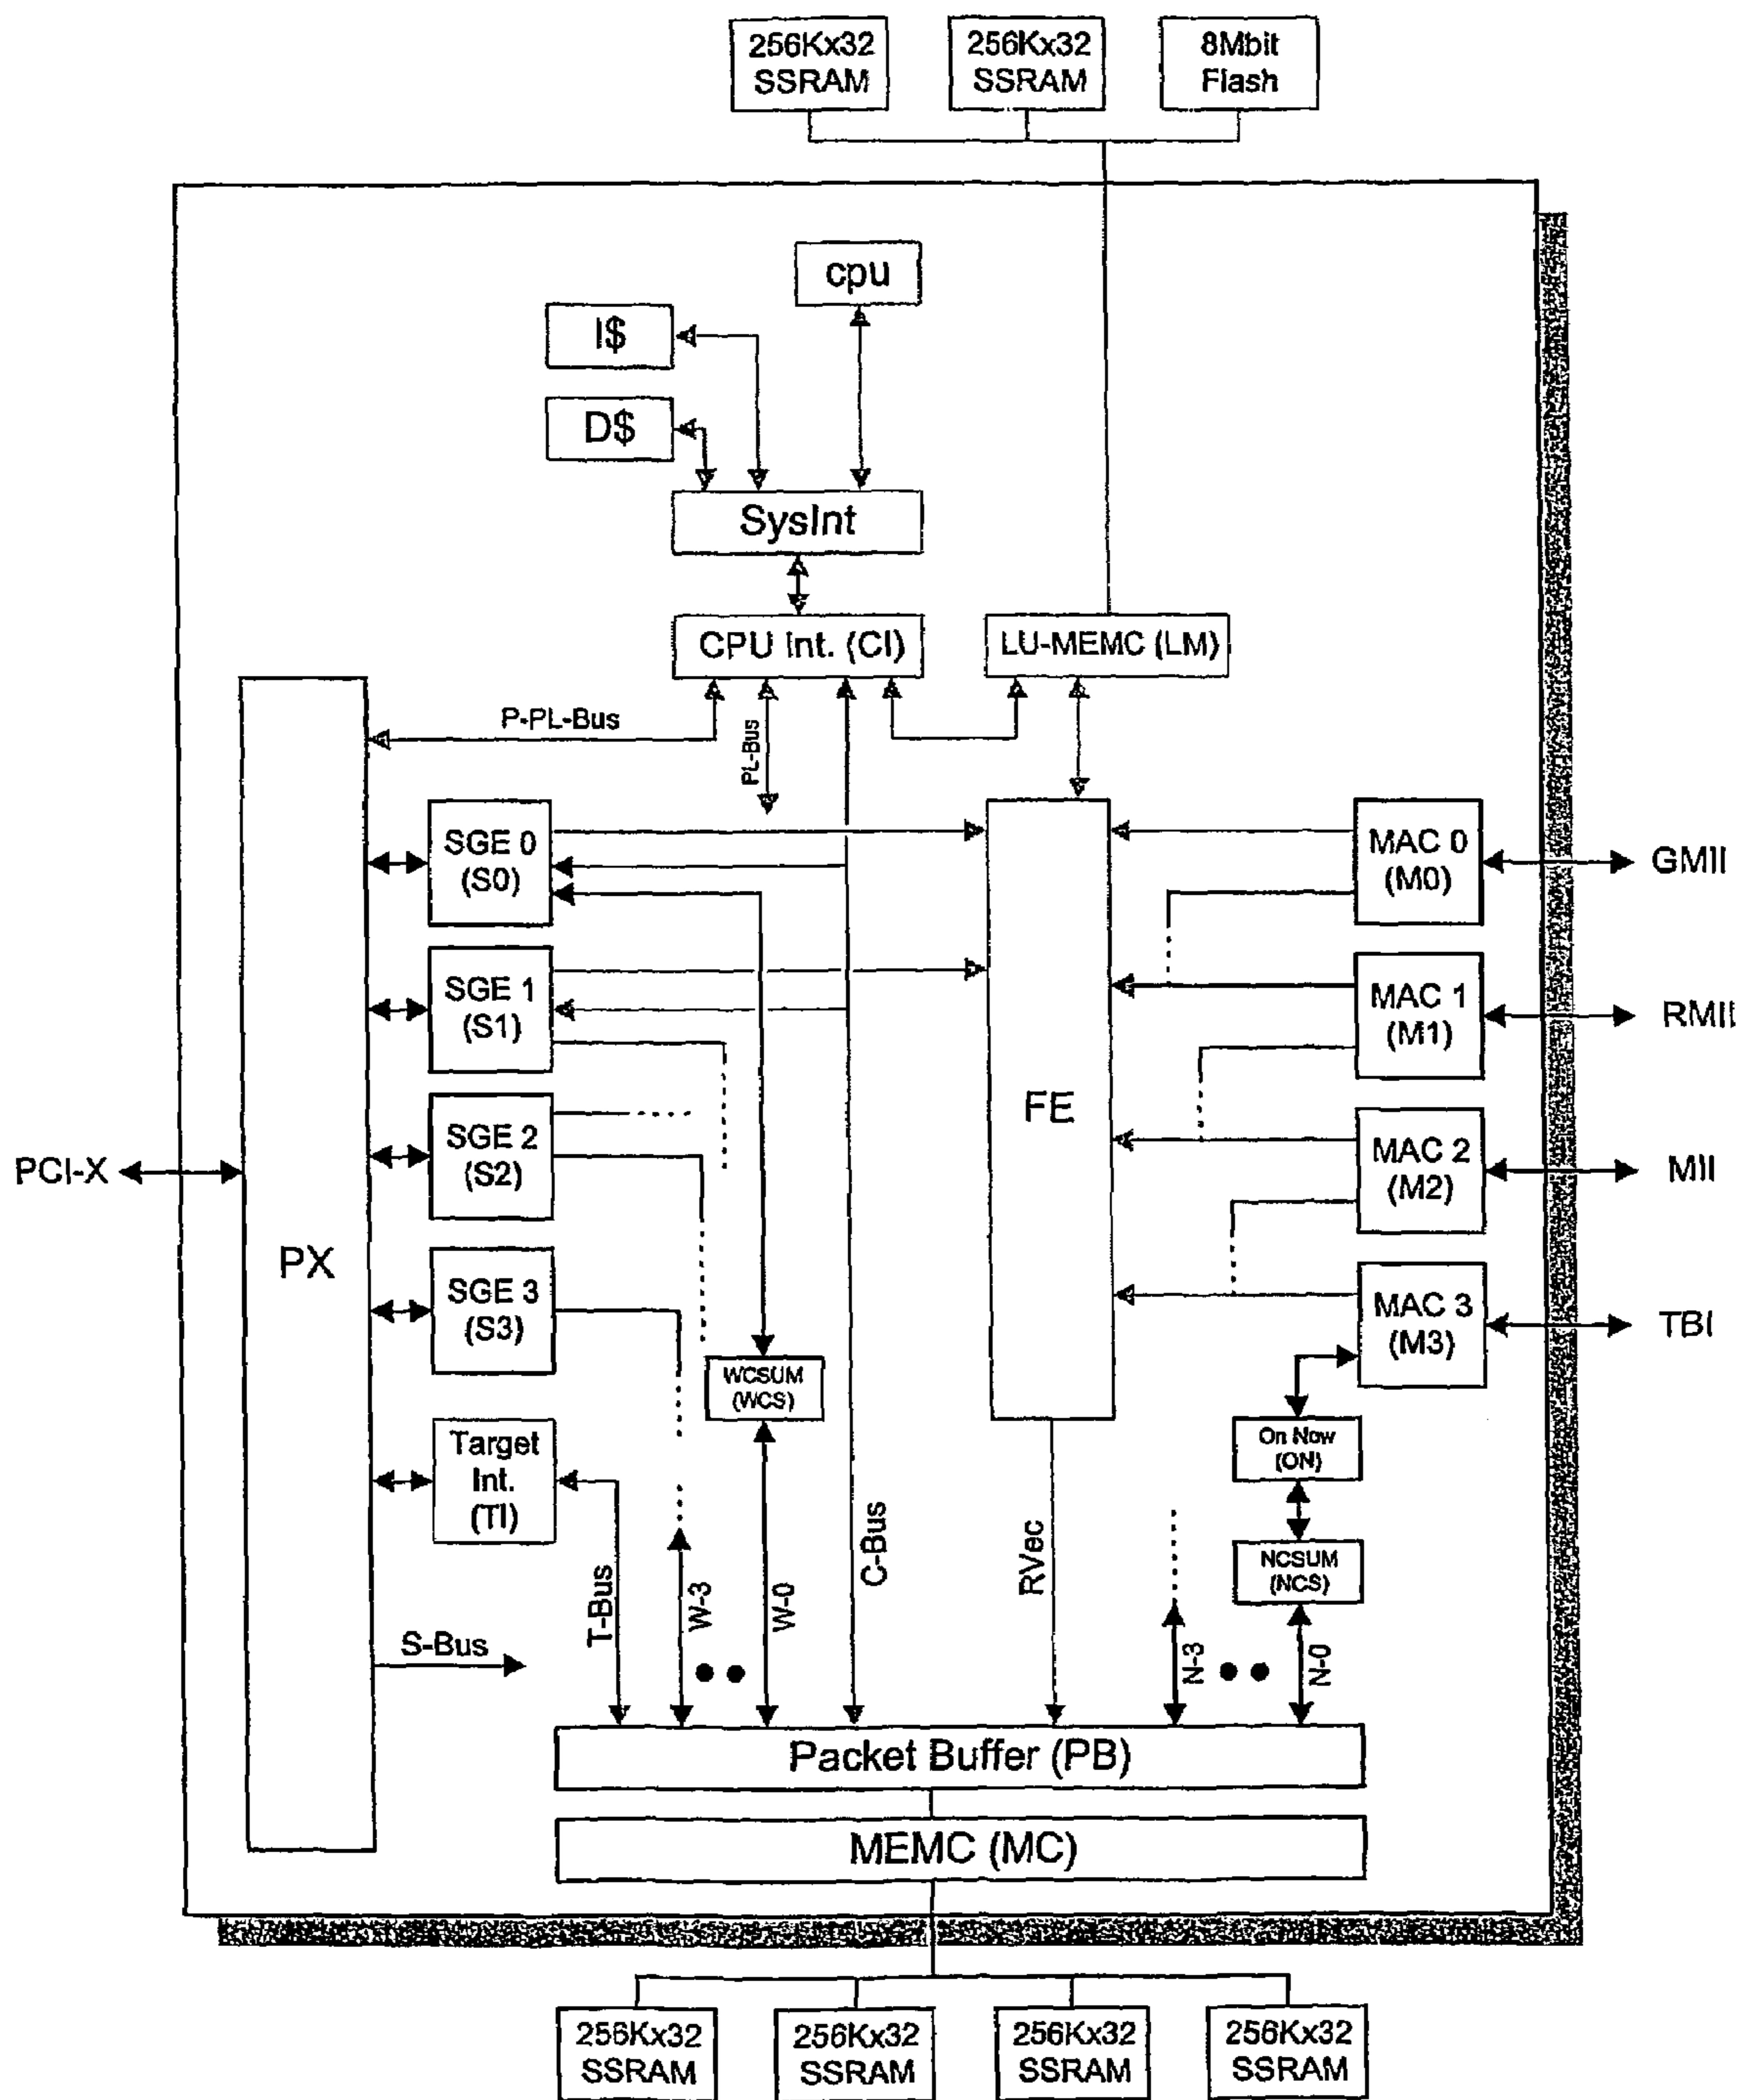 256Kx32
SSRAM
256Kx32
SSRAM
8Mbit
Flash
cpu
I$
D$
SysInt
CPU Int. (CI)
LU-MEMC (LM)
P-PL-Bus
PL-Bus
SGE 0
(S0)
MAC 0
(M0)
GMII
SGE 1
(S1)
MAC 1
(M1)
RMII
FE
SGE 2
(S2)
MAC 2
(M2)
MII
PCI-X
PX
SGE 3
(S3)
MAC 3
(M3)
TBI
WCSUM
(WCS)
On Now
(ON)
Target
Int.
(TI)
NCSUM
(NCS)
T-Bus
W-3
W-0
C-Bus
RVec
N-3
N-0
S-Bus
Packet Buffer (PB)
MEMC (MC)
256Kx32
SSRAM
256Kx32
SSRAM
256Kx32
SSRAM
256Kx32
SSRAM